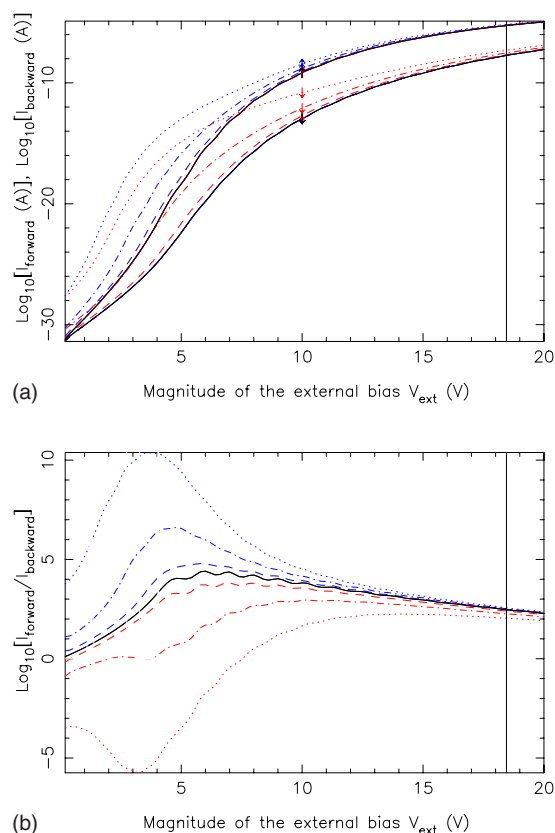 Log10[Iforward (A)], Log10[Ibackward (A)]
-10
-20
-30
5
10
15
20
(a)
Magnitude of the external bias Vext (V)
Log10[Iforward/Ibackward]
10
5
0
-5
5
10
15
20
(b)
Magnitude of the external bias Vext (V)